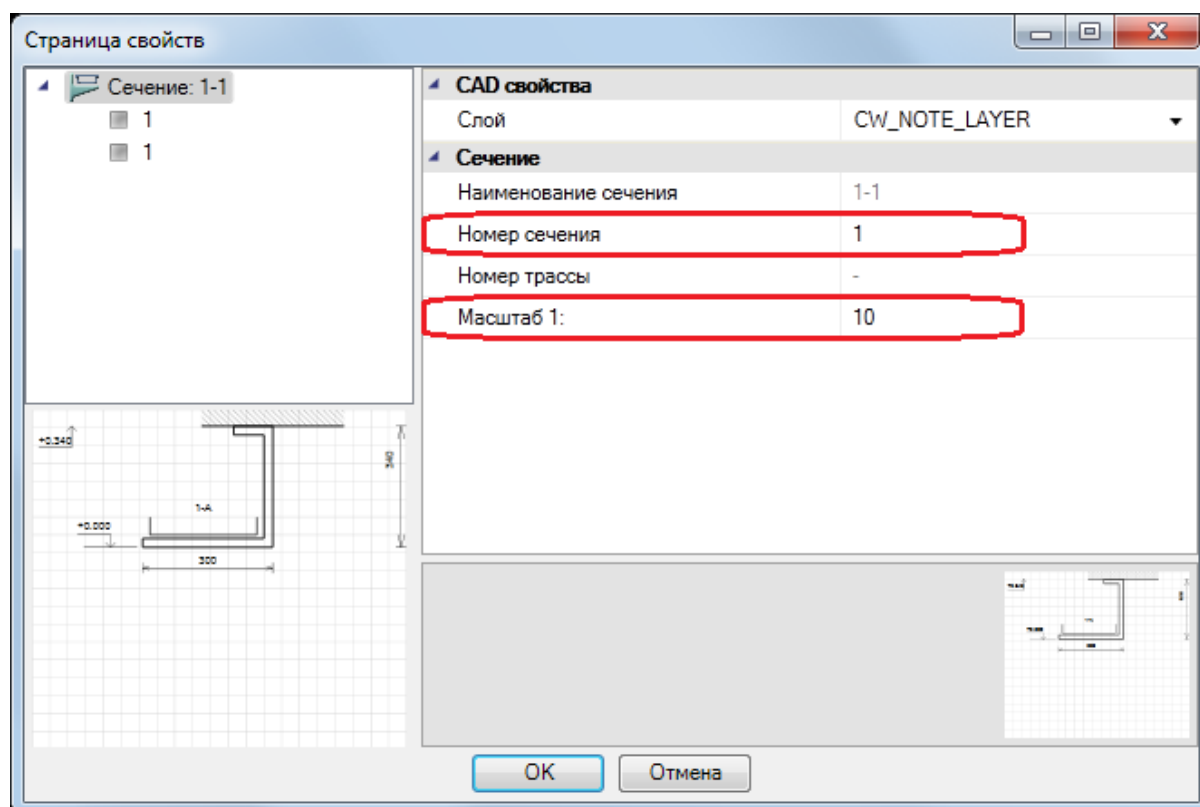 Страница свойств
Сечение: 1-1
1
1
CAD свойства
Слой CW_NOTE_LAYER
Сечение
Наименование сечения 1-1
Номер сечения 1
Номер трассы -
Масштаб 1: 10
+0.340
340
1-A
+0.000
300
OK Отмена